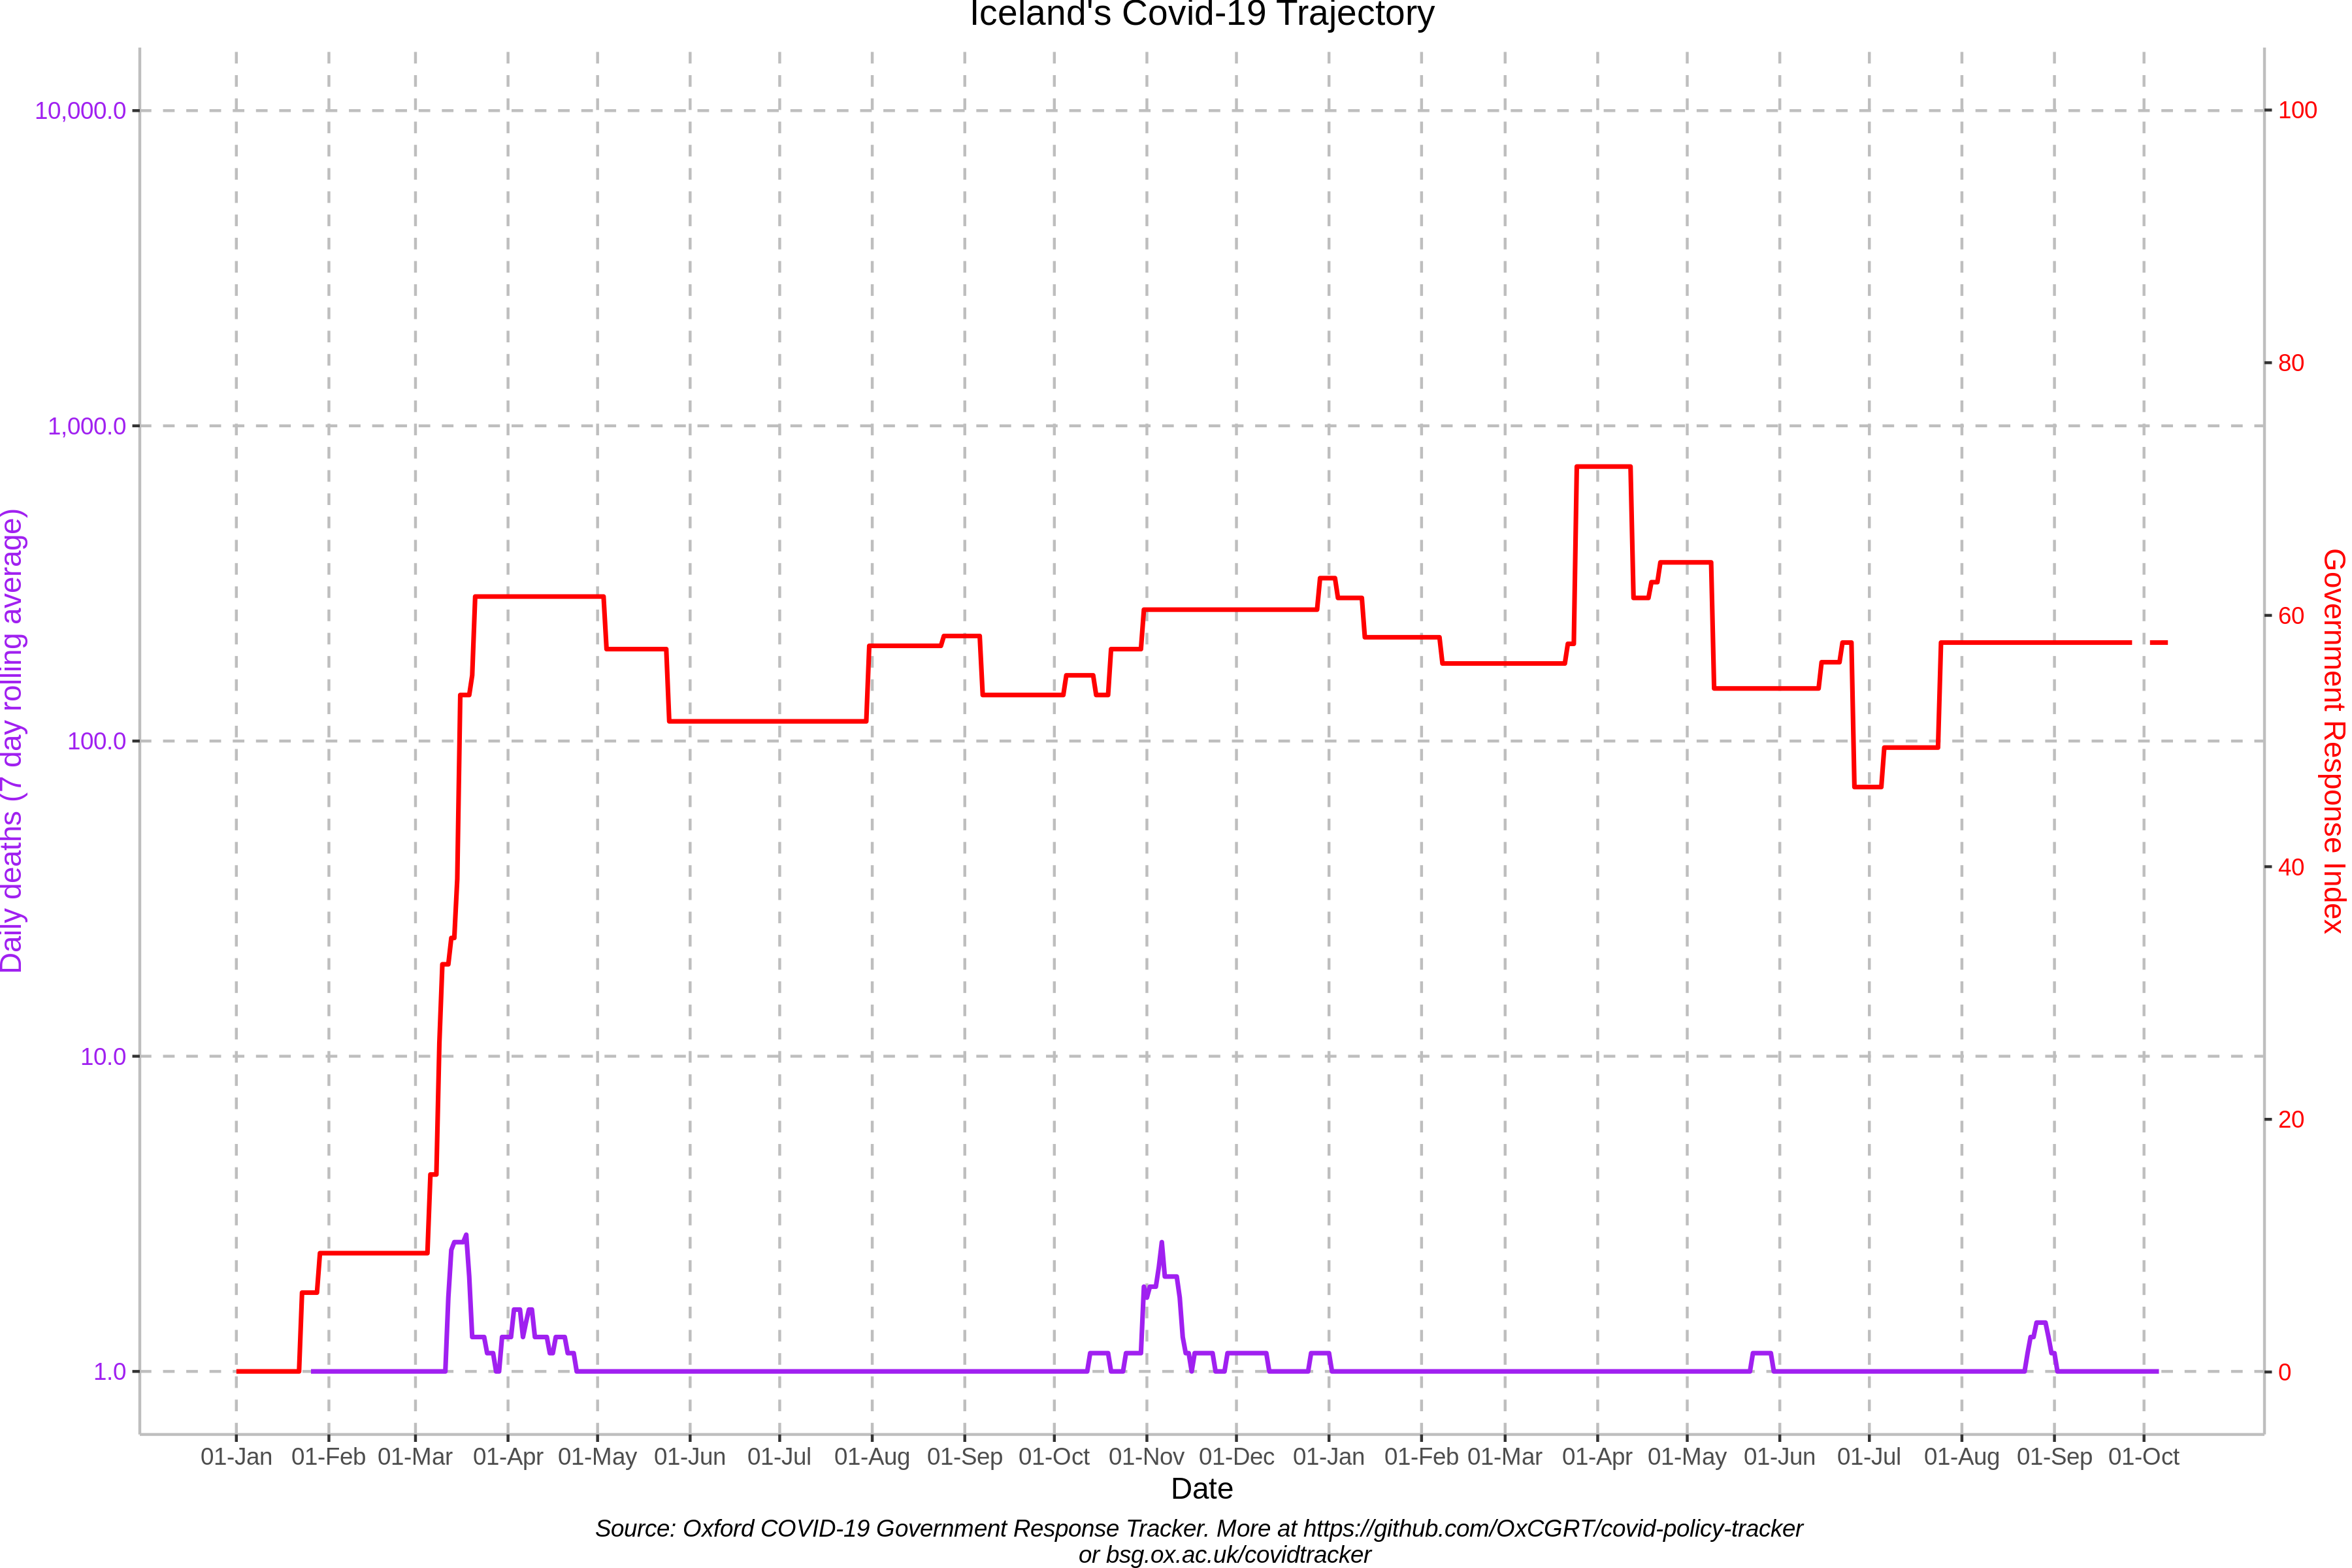 Iceland's Covid-19 Trajectory
10,000.0
1,000.0
100.0
10.0
1.0
Daily deaths (7 day rolling average)
100
80
60
40
20
0
Government Response Index
01-Jan 01-Feb 01-Mar 01-Apr 01-May 01-Jun 01-Jul 01-Aug 01-Sep 01-Oct 01-Nov 01-Dec 01-Jan 01-Feb 01-Mar 01-Apr 01-May 01-Jun 01-Jul 01-Aug 01-Sep 01-Oct
Date
Source: Oxford COVID-19 Government Response Tracker. More at https://github.com/OxCGRT/covid-policy-tracker
or bsg.ox.ac.uk/covidtracker